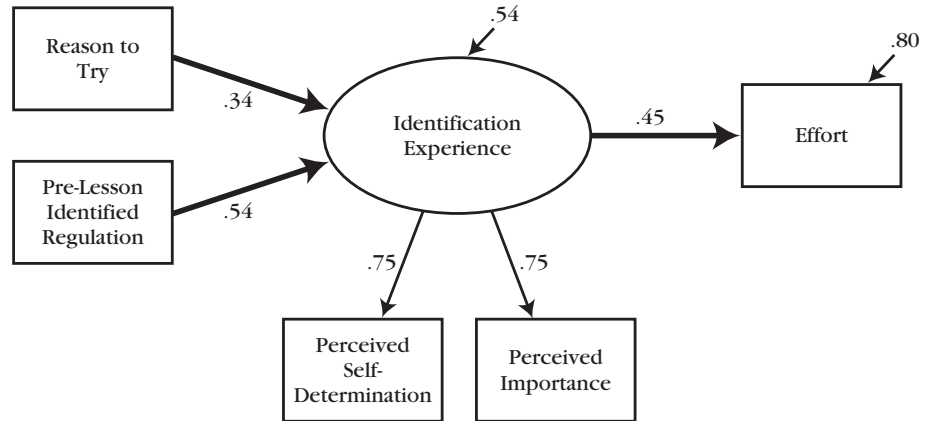 .54
.80
Reason to
Try
.34
Identification
Experience
.45
Effort
Pre-Lesson
Identified
Regulation
.54
.75
.75
Perceived
Self-
Determination
Perceived
Importance